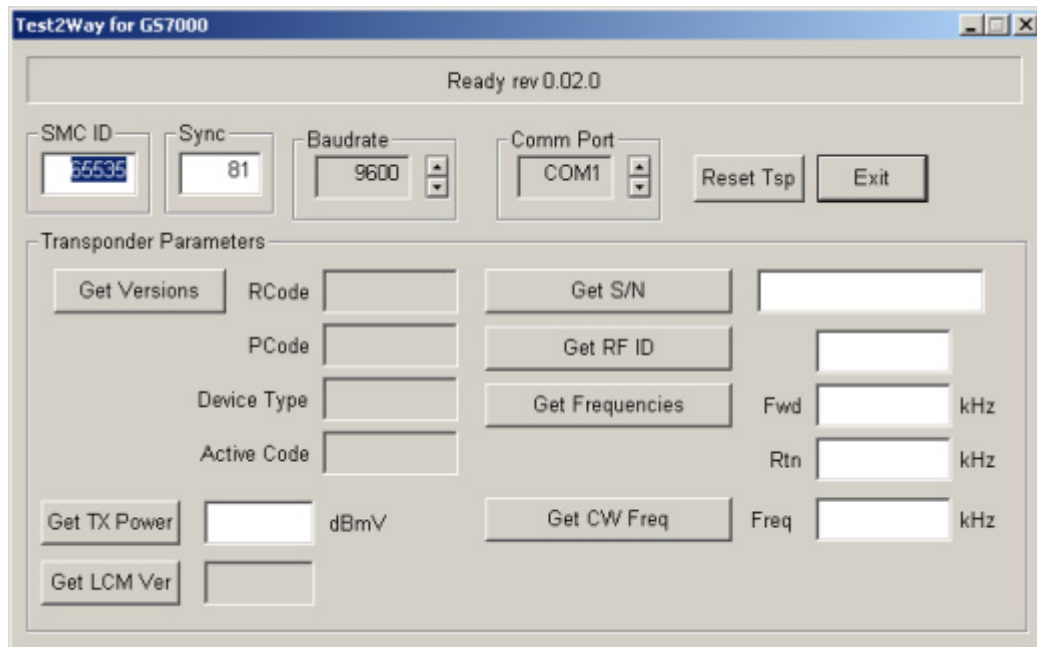 Test2Way for GS7000
Ready rev 0.02.0
SMC ID
65535
Sync
81
Baudrate
9600
Comm Port
COM1
Reset Tsp
Exit
Transponder Parameters
Get Versions
RCode
Get S/N
PCode
Get RF ID
Device Type
Get Frequencies
Fwd
kHz
Active Code
Rtn
kHz
Get TX Power
dBmV
Get CW Freq
Freq
kHz
Get LCM Ver